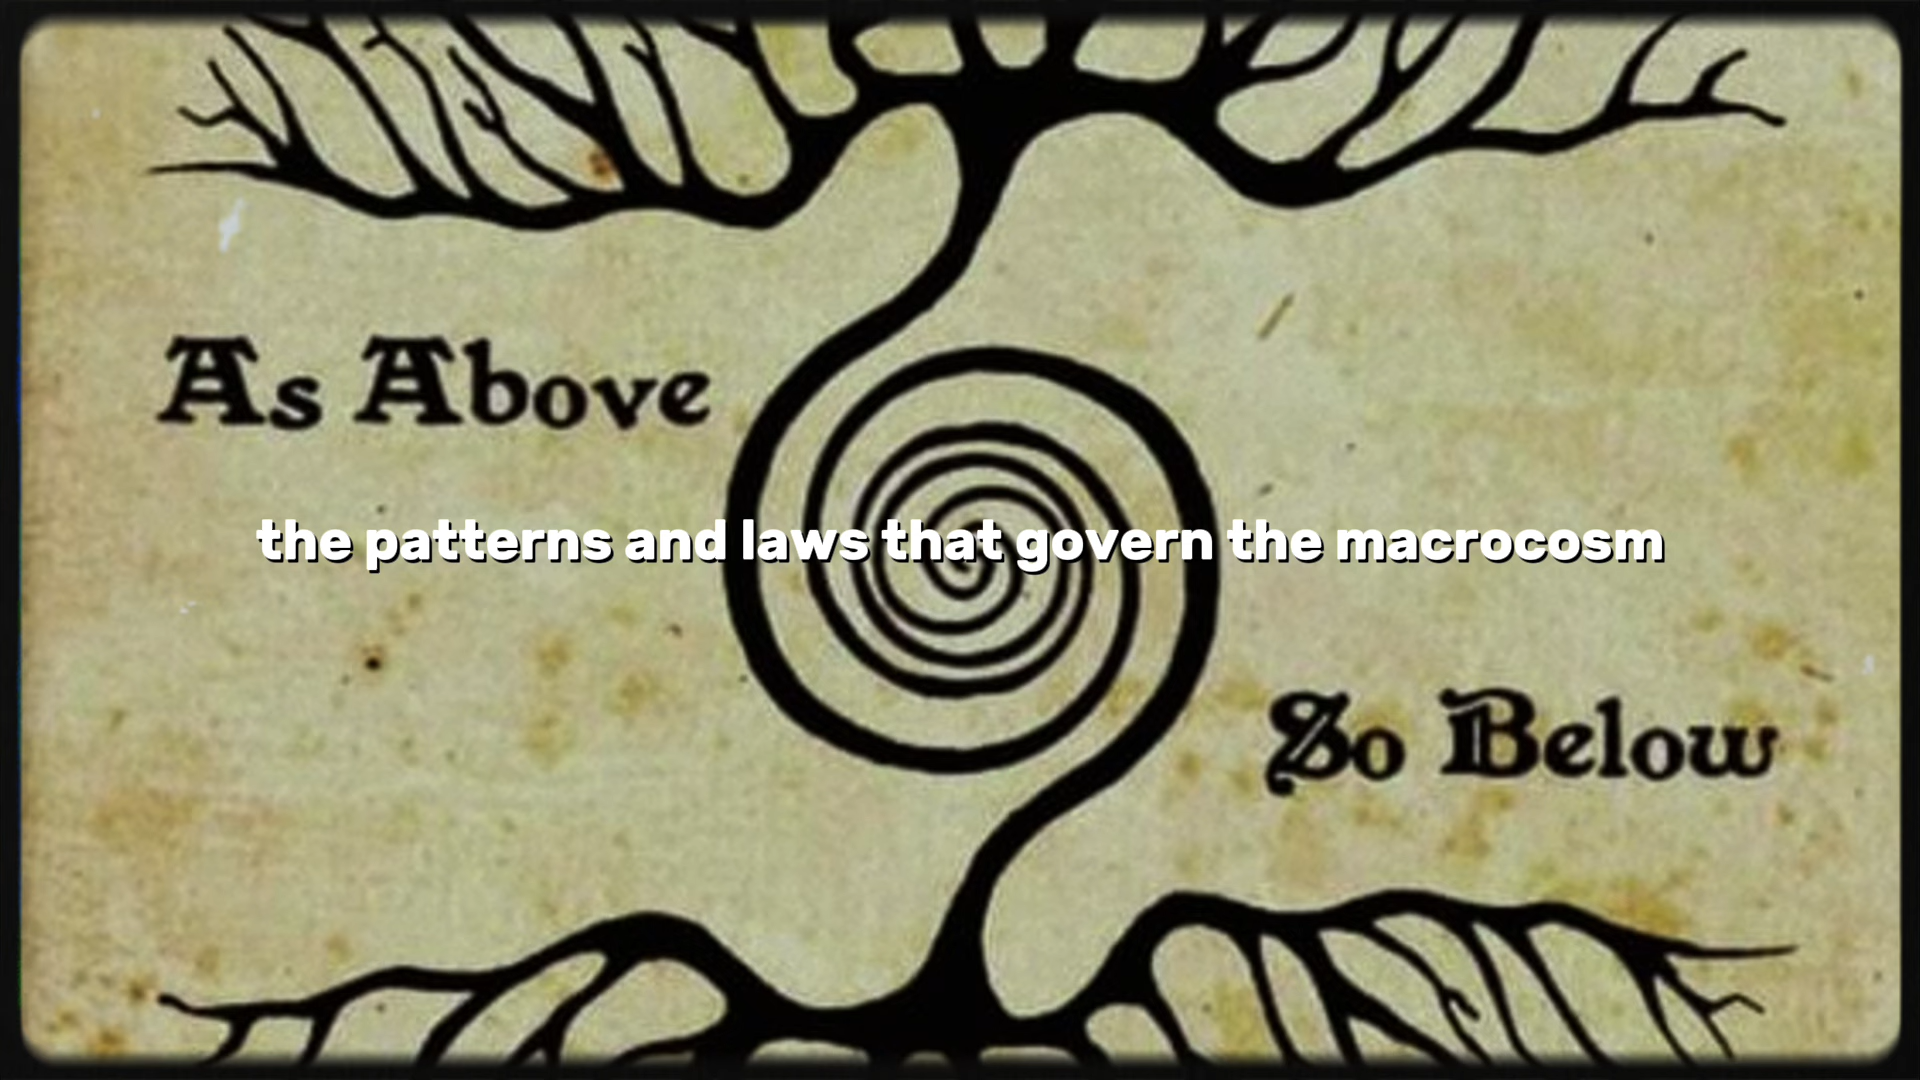 As Above
the patterns and laws that govern the macrocosm
So Below